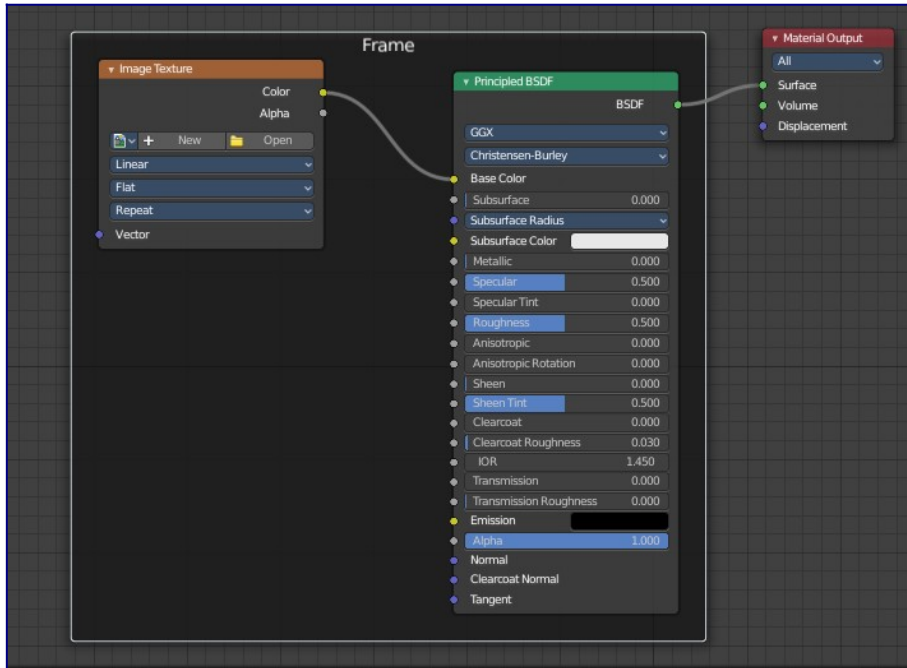 Frame
Image Texture
Color
Alpha
New
Open
Linear
Flat
Repeat
Vector
Principled BSDF
BSDF
GGX
Christensen-Burley
Base Color
Subsurface 0.000
Subsurface Radius
Subsurface Color
Metallic 0.000
Specular 0.500
Specular Tint 0.000
Roughness 0.500
Anisotropic 0.000
Anisotropic Rotation 0.000
Sheen 0.000
Sheen Tint 0.500
Clearcoat 0.000
Clearcoat Roughness 0.030
IOR 1.450
Transmission 0.000
Transmission Roughness 0.000
Emission
Alpha 1.000
Normal
Clearcoat Normal
Tangent
Material Output
All
Surface
Volume
Displacement